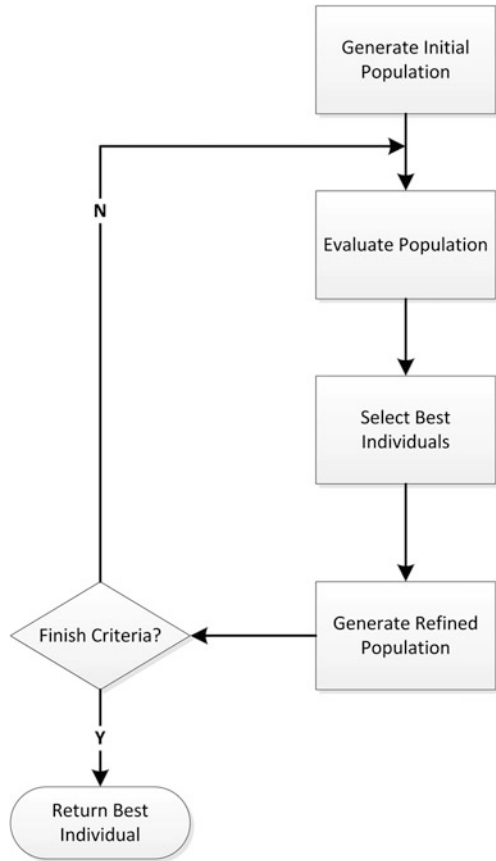 Generate Initial
Population
N
Evaluate Population
Select Best
Individuals
Finish Criteria?
Generate Refined
Population
Y
Return Best
Individual